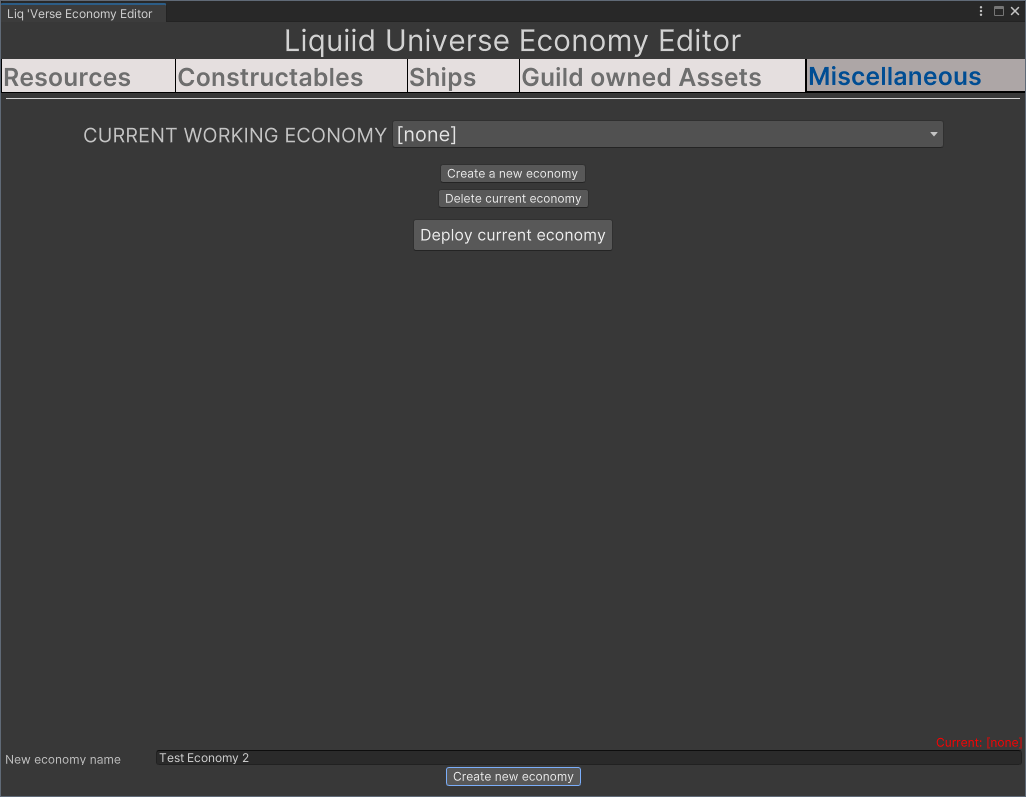 Liq 'Verse Economy Editor
Liquiid Universe Economy Editor
Resources Constructables Ships Guild owned Assets Miscellaneous
CURRENT WORKING ECONOMY [none]
Create a new economy
Delete current economy
Deploy current economy
Current: [none]
New economy name Test Economy 2
Create new economy